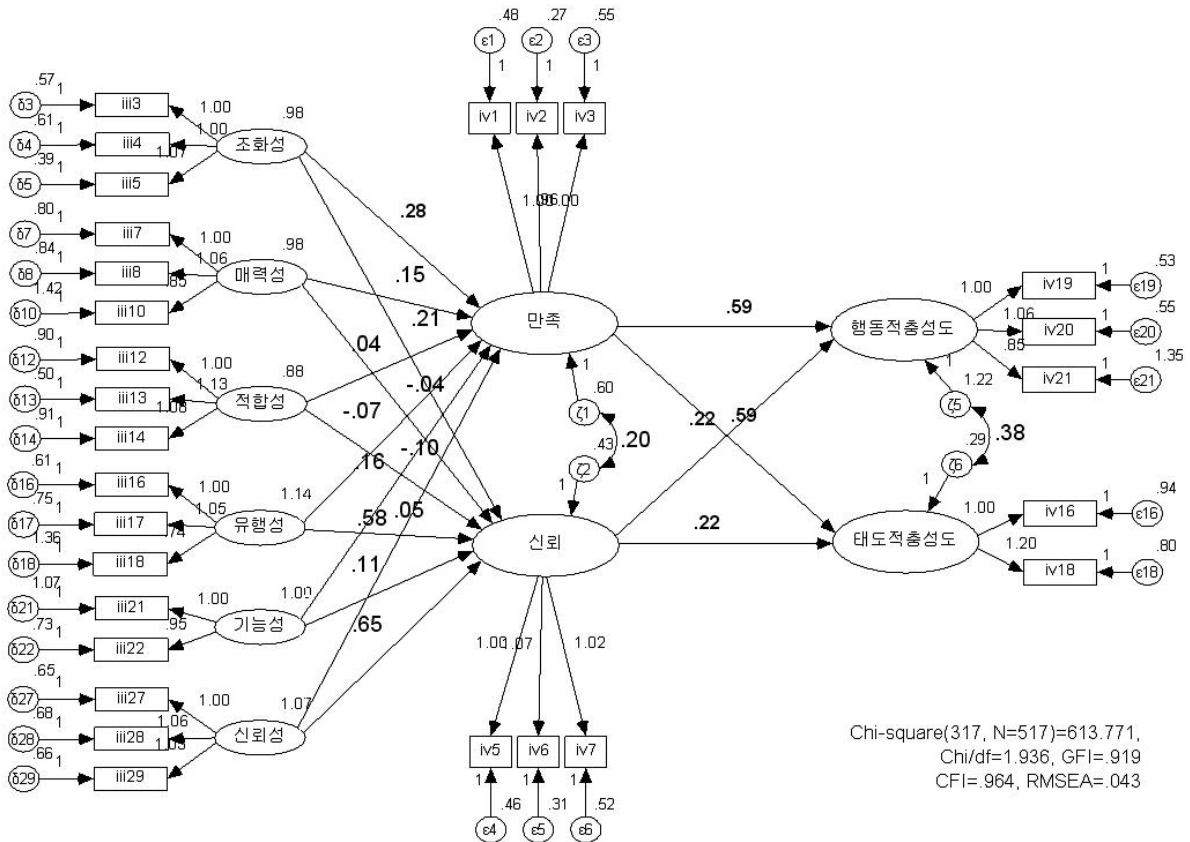 .48 .27 .55
ε1 ε2 ε3
1 1 1
iv1 iv2 iv3
1.00 .96 1.00
.57
δ3 1 iii3 1.00
.61
δ4 1 iii4 1.00
.39
δ5 1 iii5 1.07
.98
조화성
.80
δ7 1 iii7 1.00
.84
δ8 1 iii8 1.06
1.42
δ10 1 iii10 .85
.98
매력성
.90
δ12 1 iii12 1.00
.50
δ13 1 iii13 1.13
.91
δ14 1 iii14
.88
적합성
.61
δ16 1 iii16 1.00
.75
δ17 1 iii17 1.05
1.36
δ18 1 iii18 .74
1.14
유행성
1.07
δ21 1 iii21 1.00
.73
δ22 1 iii22 .95
1.00
기능성
.65
δ27 1 iii27 1.00
.68
δ28 1 iii28 1.06
.66
δ29 1 iii29
1.07
신뢰성
.28
.15
.21
.04
-.04
-.07
-.10
.16
.05
.58
.11
.65
만족
1
.60
ζ1
.20
.43
ζ2
1
신뢰
.59
.22
.59
.22
행동적충성도
1.00 iv19 1 ε19 .53
1.06 iv20 1 ε20 .55
.85 iv21 1 ε21 1.35
1
1.22
ζ5
.38
.29
ζ6
1
태도적충성도
1.00 iv16 1 ε16 .94
1.20 iv18 1 ε18 .80
1.00 1.07 1.02
iv5 iv6 iv7
1 1 1
.46 .31 .52
ε4 ε5 ε6
Chi-square(317, N=517)=613.771,
Chi/df=1.936, GFI=.919
CFI=.964, RMSEA=.043